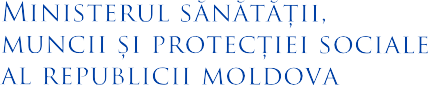 MINISTERUL SĂNĂTĂȚII,
MUNCII ȘI PROTECȚIEI SOCIALE
AL REPUBLICII MOLDOVA